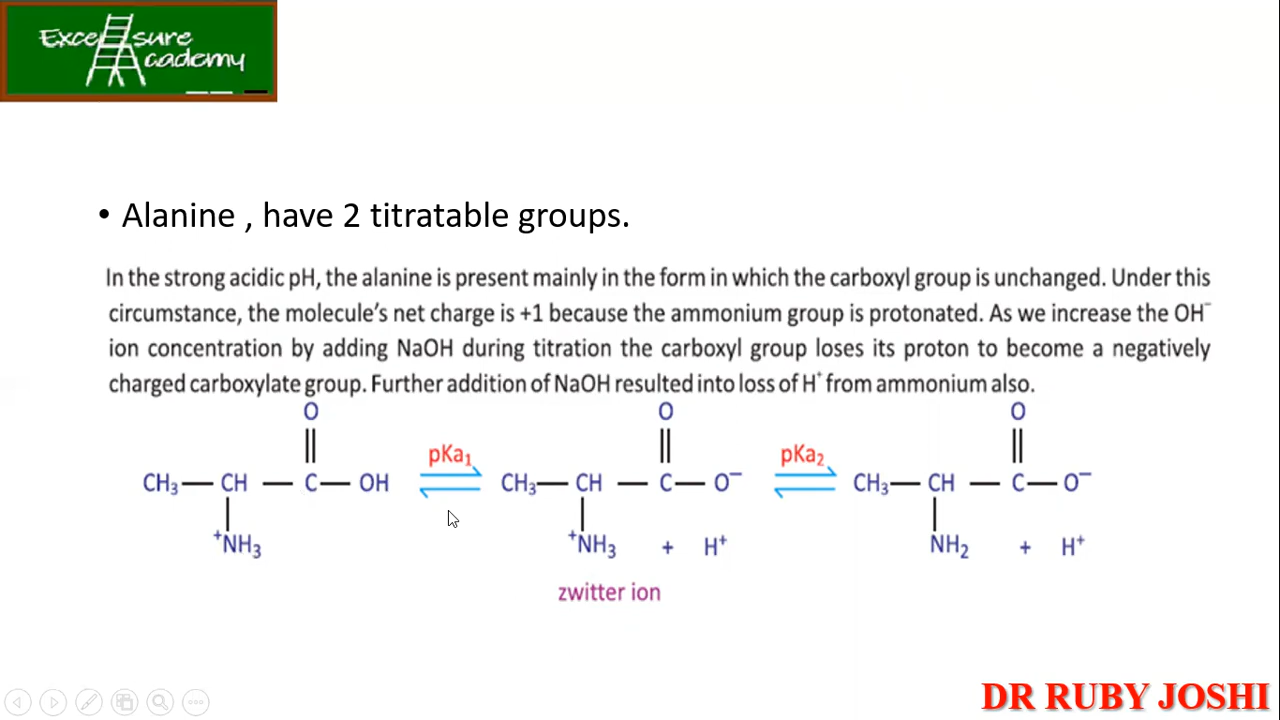 Excel sure
Academy
• Alanine , have 2 titratable groups.
In the strong acidic pH, the alanine is present mainly in the form in which the carboxyl group is unchanged. Under this
circumstance, the molecule's net charge is +1 because the ammonium group is protonated. As we increase the OH⁻
ion concentration by adding NaOH during titration the carboxyl group loses its proton to become a negatively
charged carboxylate group. Further addition of NaOH resulted into loss of H⁺ from ammonium also.
O O O
pKa₁ pKa₂
CH₃ — CH — C — OH CH₃ — CH — C — O⁻ CH₃ — CH — C — O⁻
⁺NH₃ ⁺NH₃ + H⁺ NH₂ + H⁺
zwitter ion
DR RUBY JOSHI